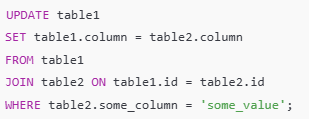 UPDATE table1
SET table1.column = table2.column
FROM table1
JOIN table2 ON table1.id = table2.id
WHERE table2.some_column = 'some_value';